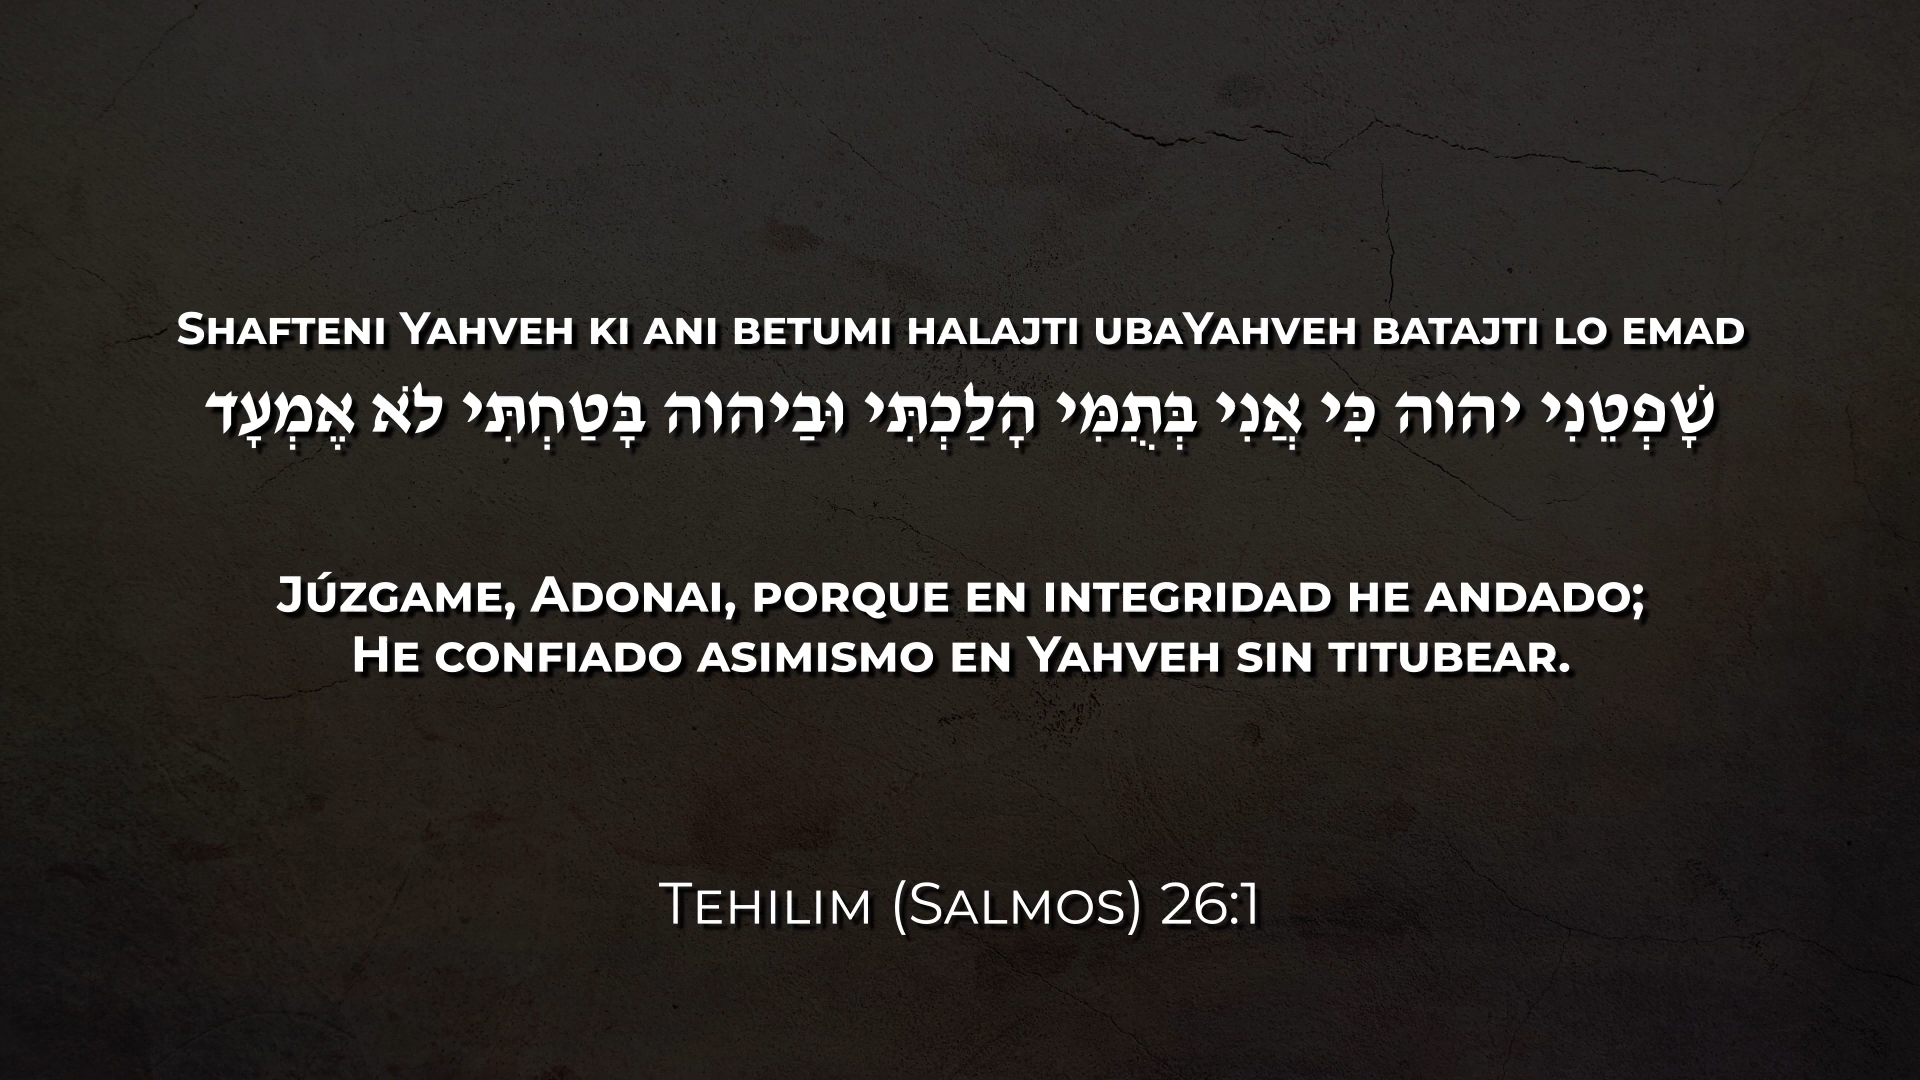 Shafteni Yahveh ki ani betumi halajti ubaYahveh batajti lo emad
שָׁפְטֵנִי יהוה כִּי אֲנִי בְּתֻמִּי הָלַכְתִּי וּבַיהוה בָּטַחְתִּי לֹא אֶמְעָד
Júzgame, Adonai, porque en integridad he andado;
He confiado asimismo en Yahveh sin titubear.
Tehilim (Salmos) 26:1